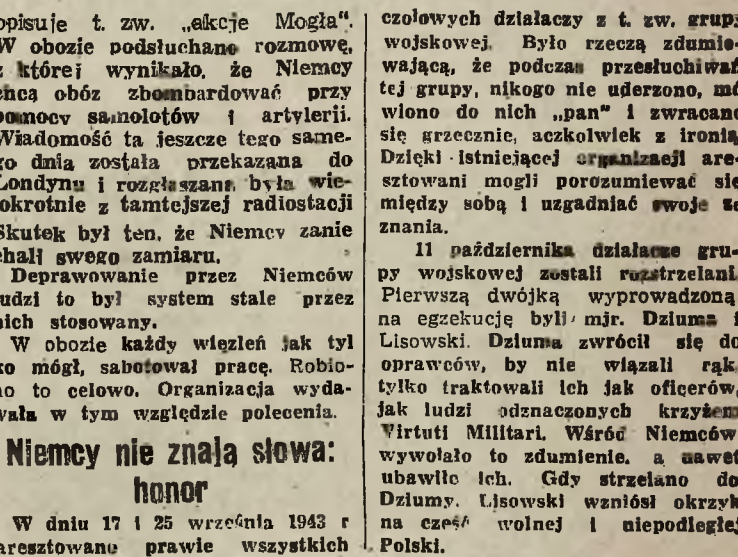 opisuje t. zw. „akcje Mogła“.
W obozie podsłuchano rozmowę,
z której wynikało, że Niemcy
chcą obóz zbombardować przy
pomocy samolotów i artylerii.
Wiadomość ta jeszcze tego same-
go dnia została przekazana do
Londynu i rozgłaszana była wie-
lokrotnie z tamtejszej radiostacji
Skutek był ten, że Niemcy zanie
chali swego zamiaru.
Deprawowanie przez Niemców
ludzi to był system stale przez
nich stosowany.
W obozie każdy więzień jak tyl
ko mógł, sabotował pracę. Robio-
no to celowo. Organizacja wyda-
wała w tym względzie polecenia.
Niemcy nie znają słowa:
honor
W dniu 17 i 25 września 1943 r
aresztowano prawie wszystkich
czołowych działaczy z t. zw. grupy
wojskowej. Było rzeczą zdumie-
wającą, że podczas przesłuchiwań
tej grupy, nikogo nie uderzono, mó
wiono do nich „pan“ i zwracano
się grzecznie, aczkolwiek z ironią
Dzięki istniejącej organizacji are-
sztowani mogli porozumiewać się
między sobą i uzgadniać swoje ze
znania.
11 października działacze gru-
py wojskowej zostali rozstrzelani.
Pierwszą dwójką wyprowadzoną
na egzekucję byli mjr. Dziuma i
Lisowski. Dziuma zwrócił się do
oprawców, by nie wiązali rąk,
tylko traktowali ich jak oficerów,
jak ludzi odznaczonych krzyżem
Virtuti Militari. Wśród Niemców
wywołało to zdumienie, a nawet
ubawiło ich. Gdy strzelano do
Dziumy, Lisowski wzniósł okrzyk
na cześć wolnej i niepodległej
Polski.